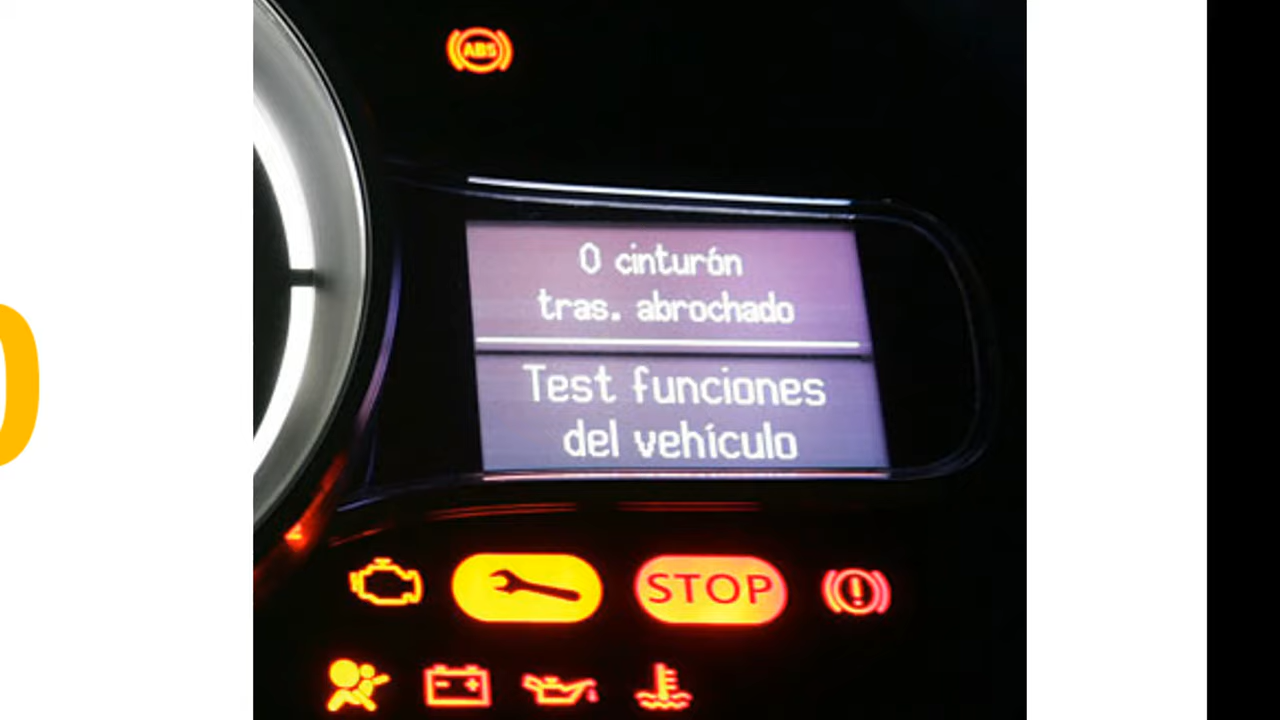 ABS
0 cinturón
tras. abrochado
Test funciones
del vehículo
STOP